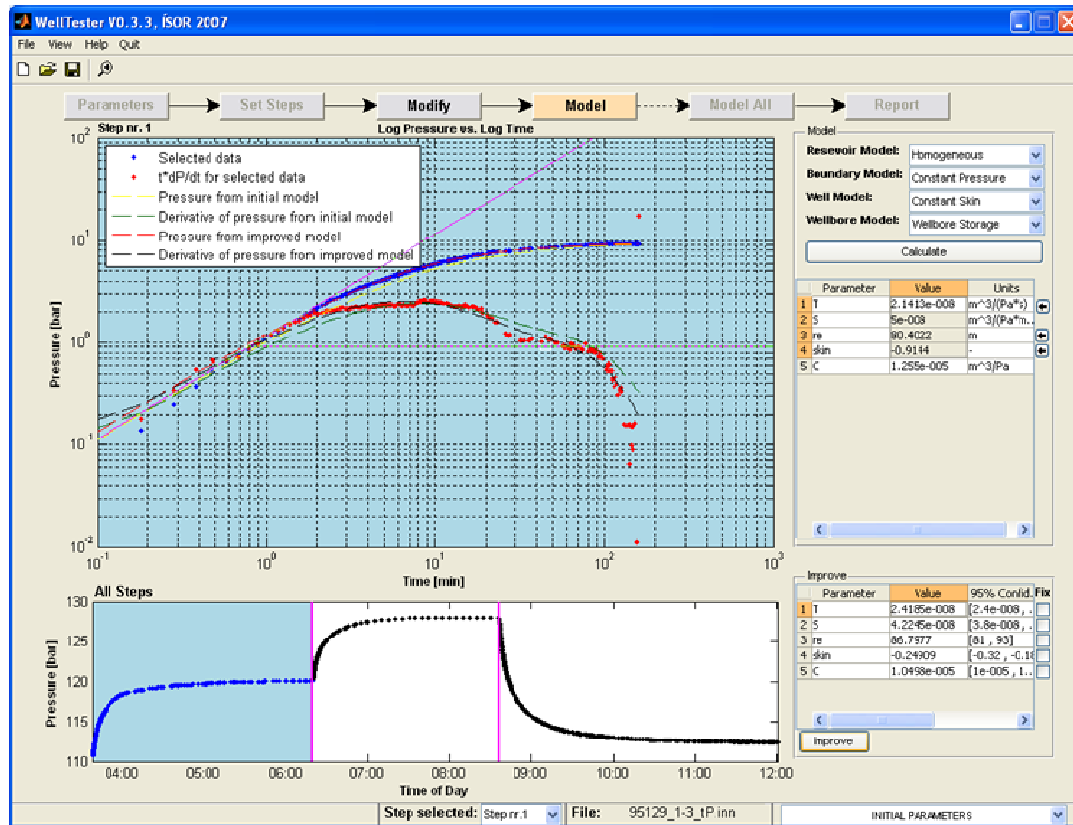 WellTester V0.3.3, ÍSOR 2007
File View Help Quit
Parameters Set Steps Modify Model Model All Report
Step nr. 1 Log Pressure vs. Log Time
Selected data
t*dP/dt for selected data
Pressure from initial model
Derivative of pressure from initial model
Pressure from improved model
Derivative of pressure from improved model
Pressure [bar]
10^2
10^1
10^0
10^-1
10^-2
10^-1 10^0 10^1 10^2 10^3
Time [min]
Model
Resevoir Model: Homogeneous
Boundary Model: Constant Pressure
Well Model: Constant Skin
Wellbore Model: Wellbore Storage
Calculate
Parameter Value Units
1 T 2.1413e-008 m^3/(Pa*s)
2 S 5e-008 m^3/(Pa*m..
3 re 90.4022 m
4 skin -0.9144 -
5 C 1.255e-005 m^3/Pa
All Steps
Pressure [bar]
130
125
120
115
110
04:00 05:00 06:00 07:00 08:00 09:00 10:00 11:00 12:00
Time of Day
Improve
Parameter Value 95% Confid. Fix
1 T 2.4185e-008 [2.4e-008, .
2 S 4.2245e-008 [3.8e-008, .
3 re 86.7977 [81 , 93]
4 skin -0.24909 [-0.32 , -0.18
5 C 1.0498e-005 [1e-005 , 1..
Improve
Step selected: Step nr.1 File: 95129_1-3_tP.inn INITIAL PARAMETERS